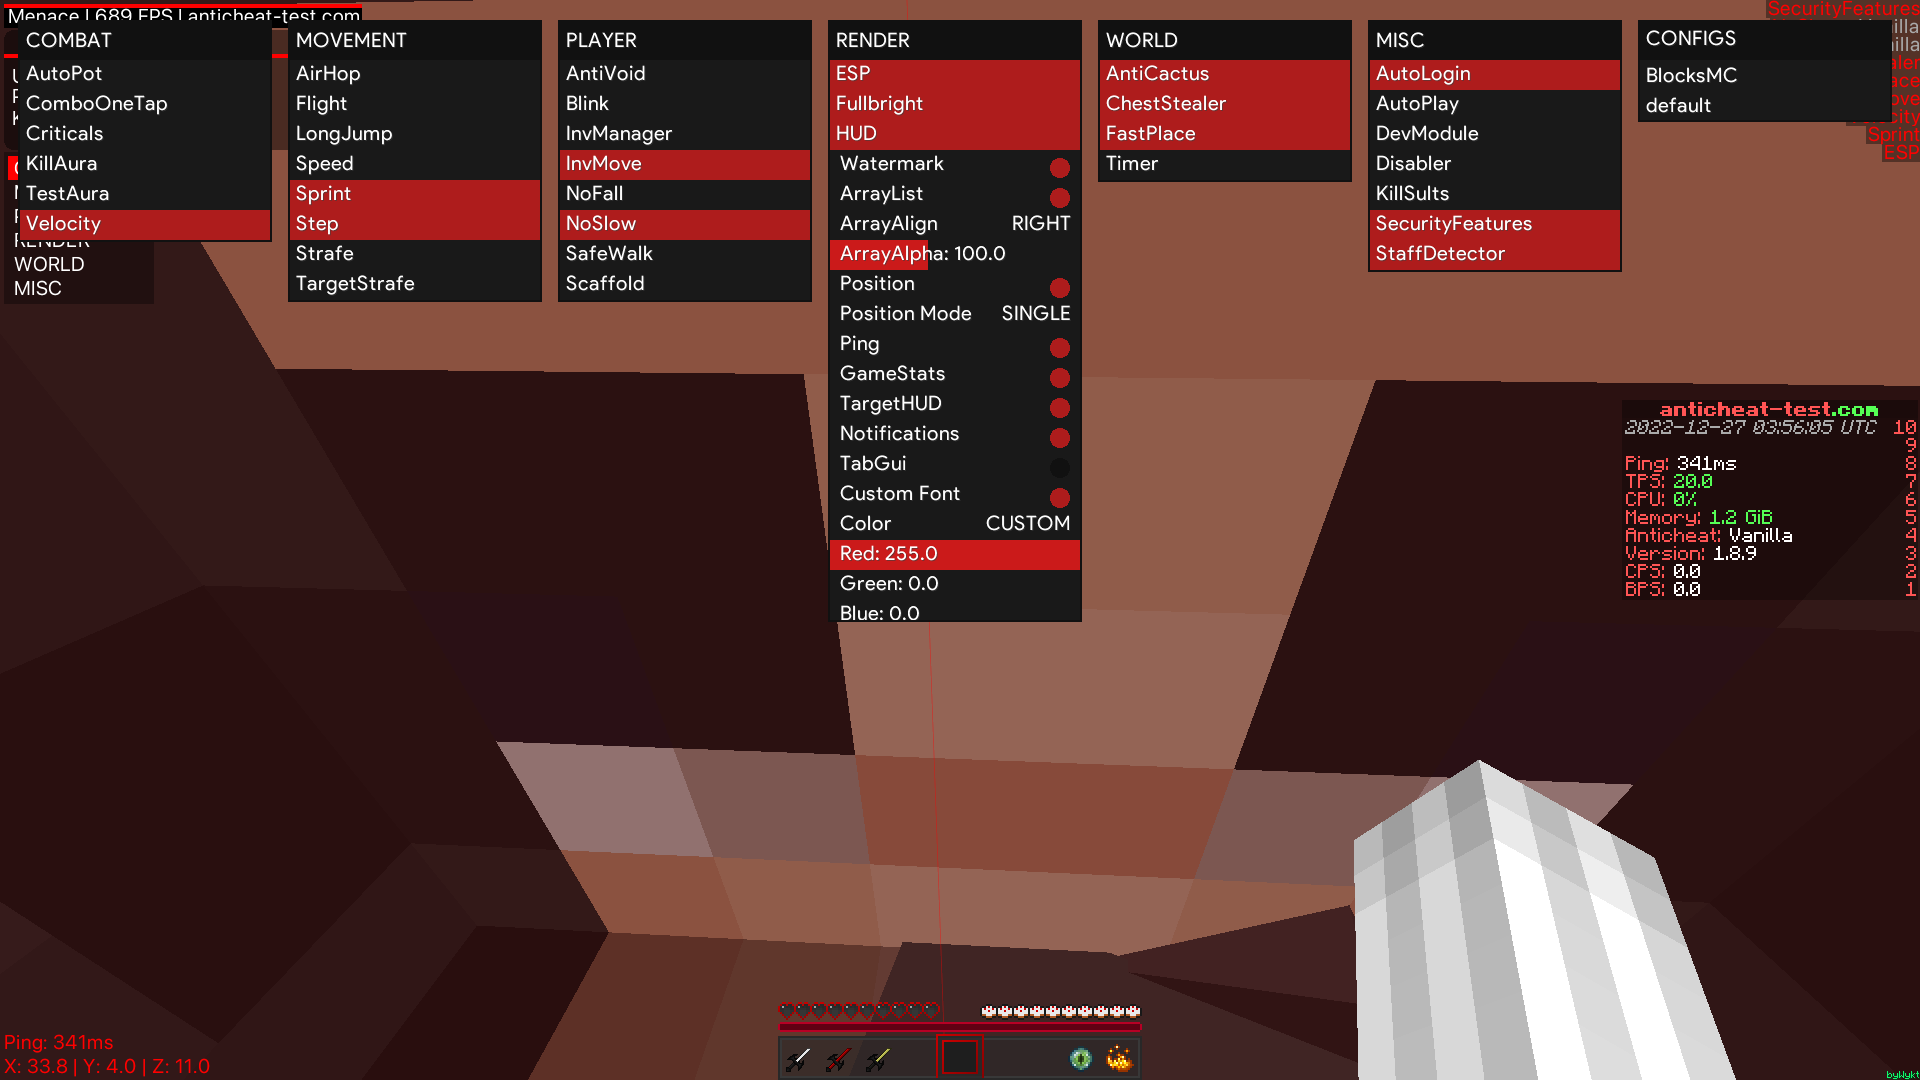 Menace | 689 FPS | anticheat-test.com
SecurityFeatures
COMBAT
AutoPot
ComboOneTap
Criticals
KillAura
TestAura
Velocity
RENDER
WORLD
MISC
MOVEMENT
AirHop
Flight
LongJump
Speed
Sprint
Step
Strafe
TargetStrafe
PLAYER
AntiVoid
Blink
InvManager
InvMove
NoFall
NoSlow
SafeWalk
Scaffold
RENDER
ESP
Fullbright
HUD
Watermark
ArrayList
ArrayAlign RIGHT
ArrayAlpha: 100.0
Position
Position Mode SINGLE
Ping
GameStats
TargetHUD
Notifications
TabGui
Custom Font
Color CUSTOM
Red: 255.0
Green: 0.0
Blue: 0.0
WORLD
AntiCactus
ChestStealer
FastPlace
Timer
MISC
AutoLogin
AutoPlay
DevModule
Disabler
KillSults
SecurityFeatures
StaffDetector
CONFIGS
BlocksMC
default
Sprint
ESP
anticheat-test.com
2022-12-27 03:56:05 UTC 10
9
Ping: 341ms 8
TPS: 20.0 7
CPU: 0% 6
Memory: 1.2 GiB 5
Anticheat: Vanilla 4
Version: 1.8.9 3
CPS: 0.0 2
BPS: 0.0 1
Ping: 341ms
X: 33.8 | Y: 4.0 | Z: 11.0
byWykt